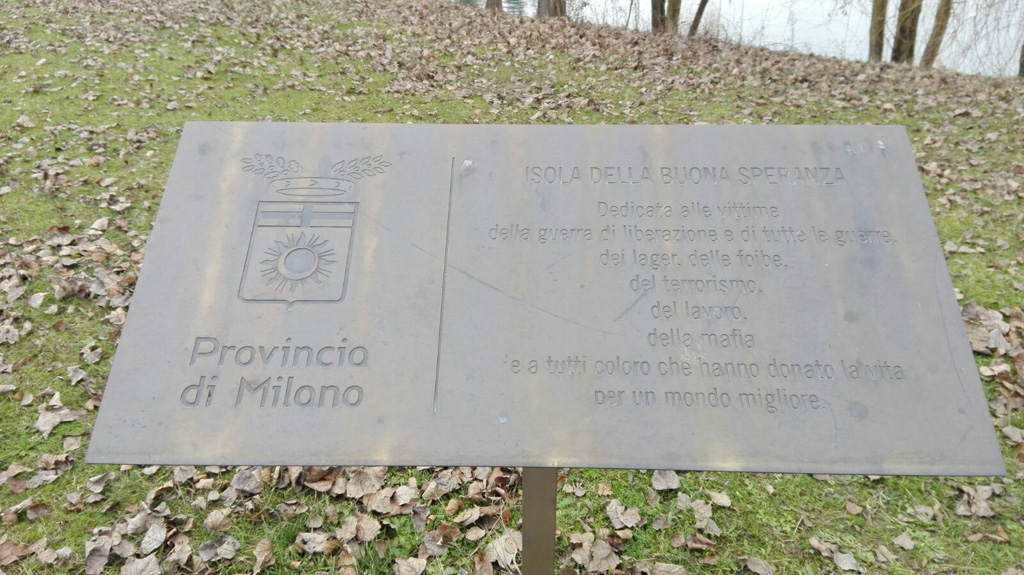 Provincia
di Milano
ISOLA DELLA BUONA SPERANZA
Dedicata alle vittime
della guerra di liberazione e di tutte le guerre,
dei lager, delle foibe,
del terrorismo,
del lavoro,
della mafia
e a tutti coloro che hanno donato la vita
per un mondo migliore.